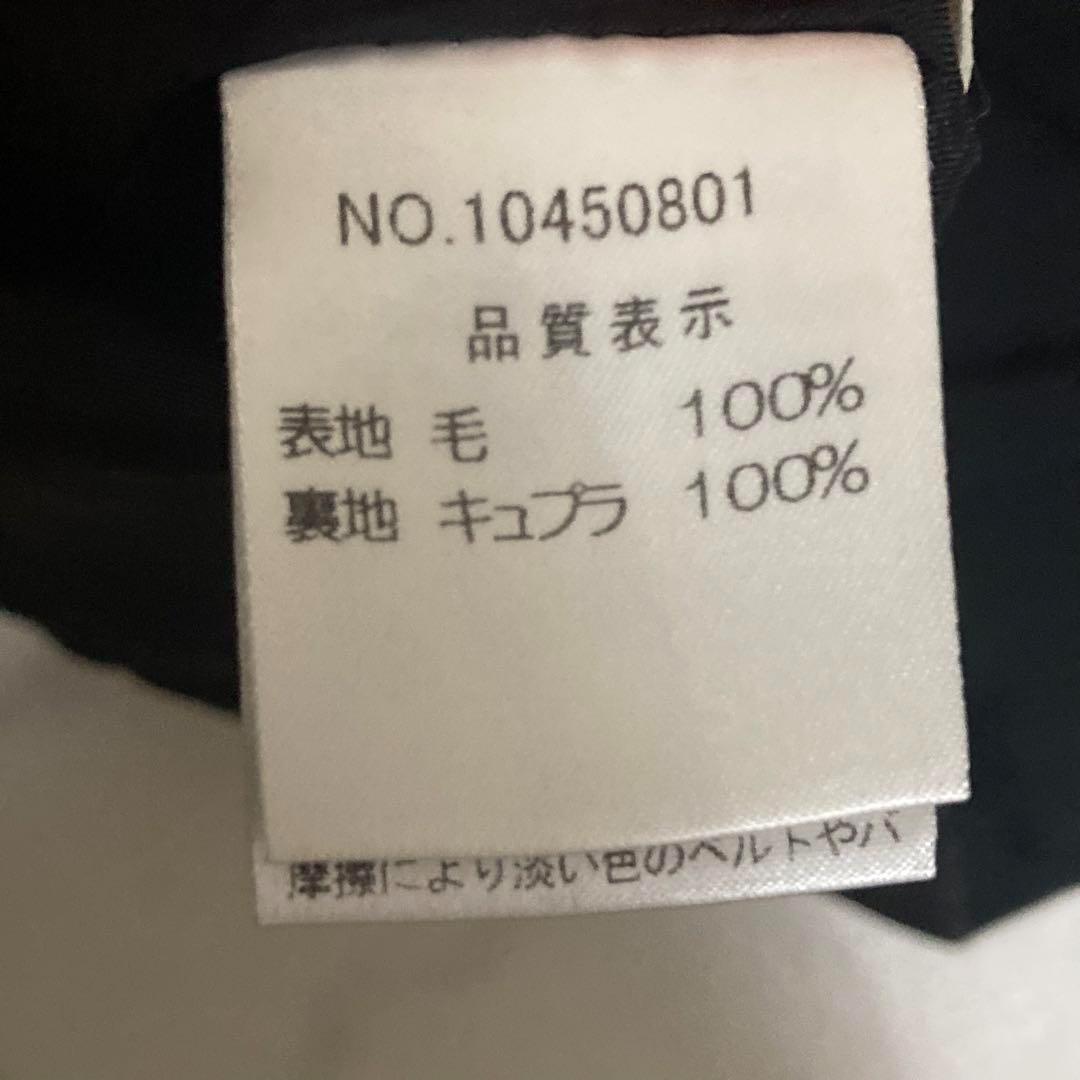 NO.10450801
品質表示
表地 毛 100%
裏地 キュプラ 100%
摩擦により淡い色のベルトやバ